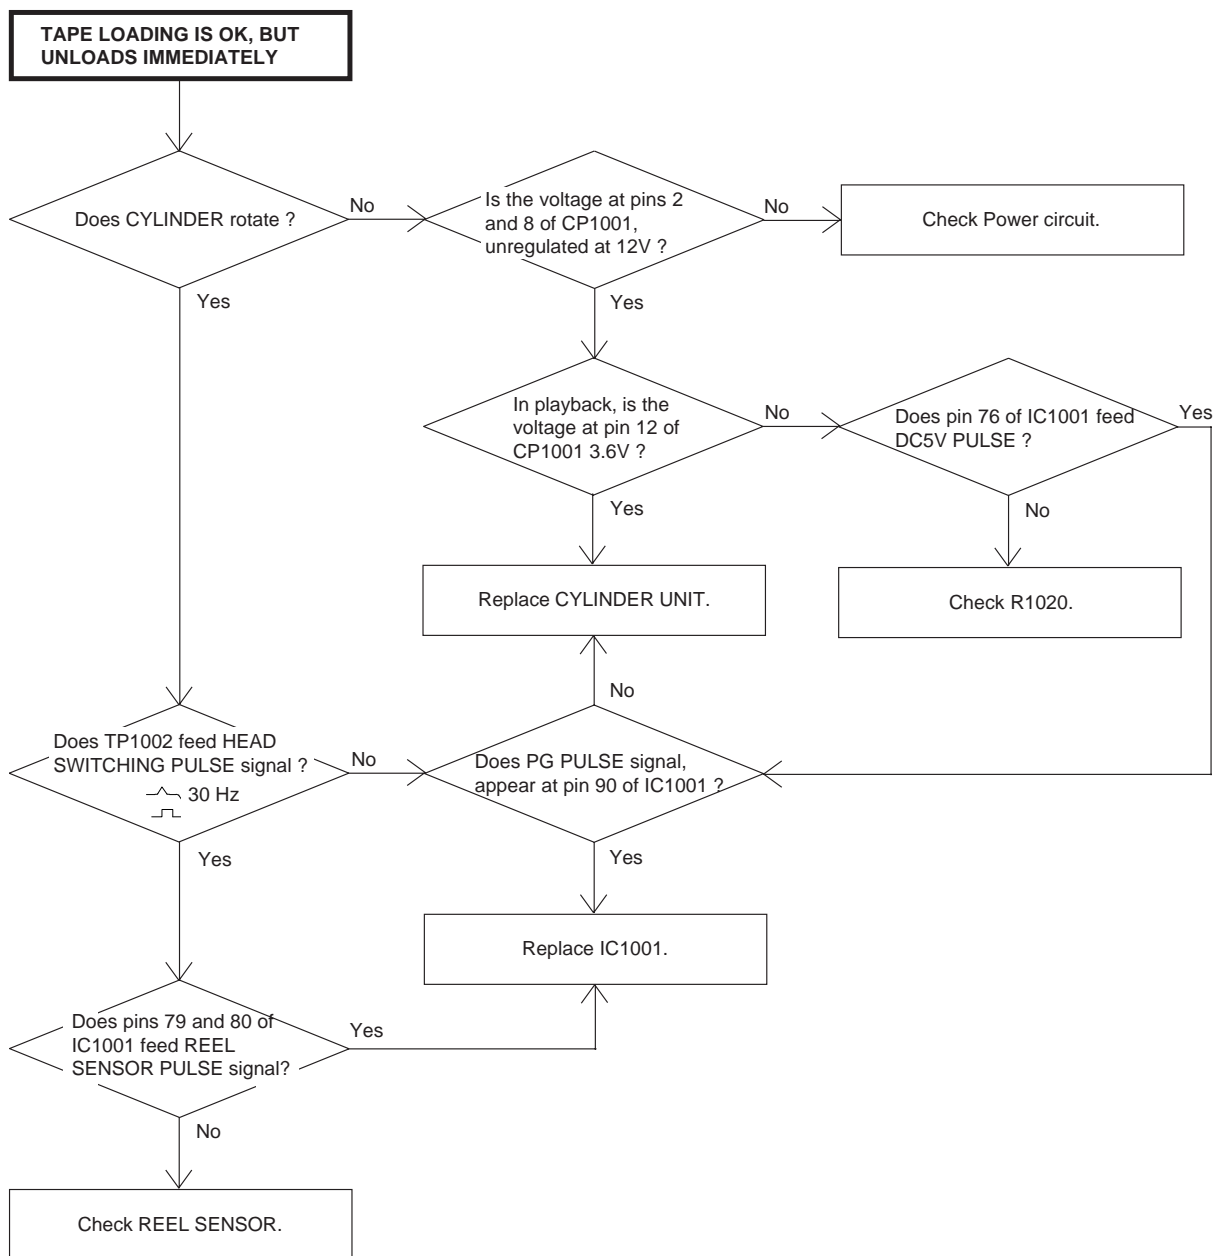 TAPE LOADING IS OK, BUT
UNLOADS IMMEDIATELY
Does CYLINDER rotate ?
No
Is the voltage at pins 2
and 8 of CP1001,
unregulated at 12V ?
No
Check Power circuit.
Yes
Yes
In playback, is the
voltage at pin 12 of
CP1001 3.6V ?
No
Does pin 76 of IC1001 feed
DC5V PULSE ?
Yes
Yes
No
Replace CYLINDER UNIT.
Check R1020.
No
Does TP1002 feed HEAD
SWITCHING PULSE signal ?
30 Hz
No
Does PG PULSE signal,
appear at pin 90 of IC1001 ?
Yes
Yes
Replace IC1001.
Does pins 79 and 80 of
IC1001 feed REEL
SENSOR PULSE signal?
Yes
No
Check REEL SENSOR.